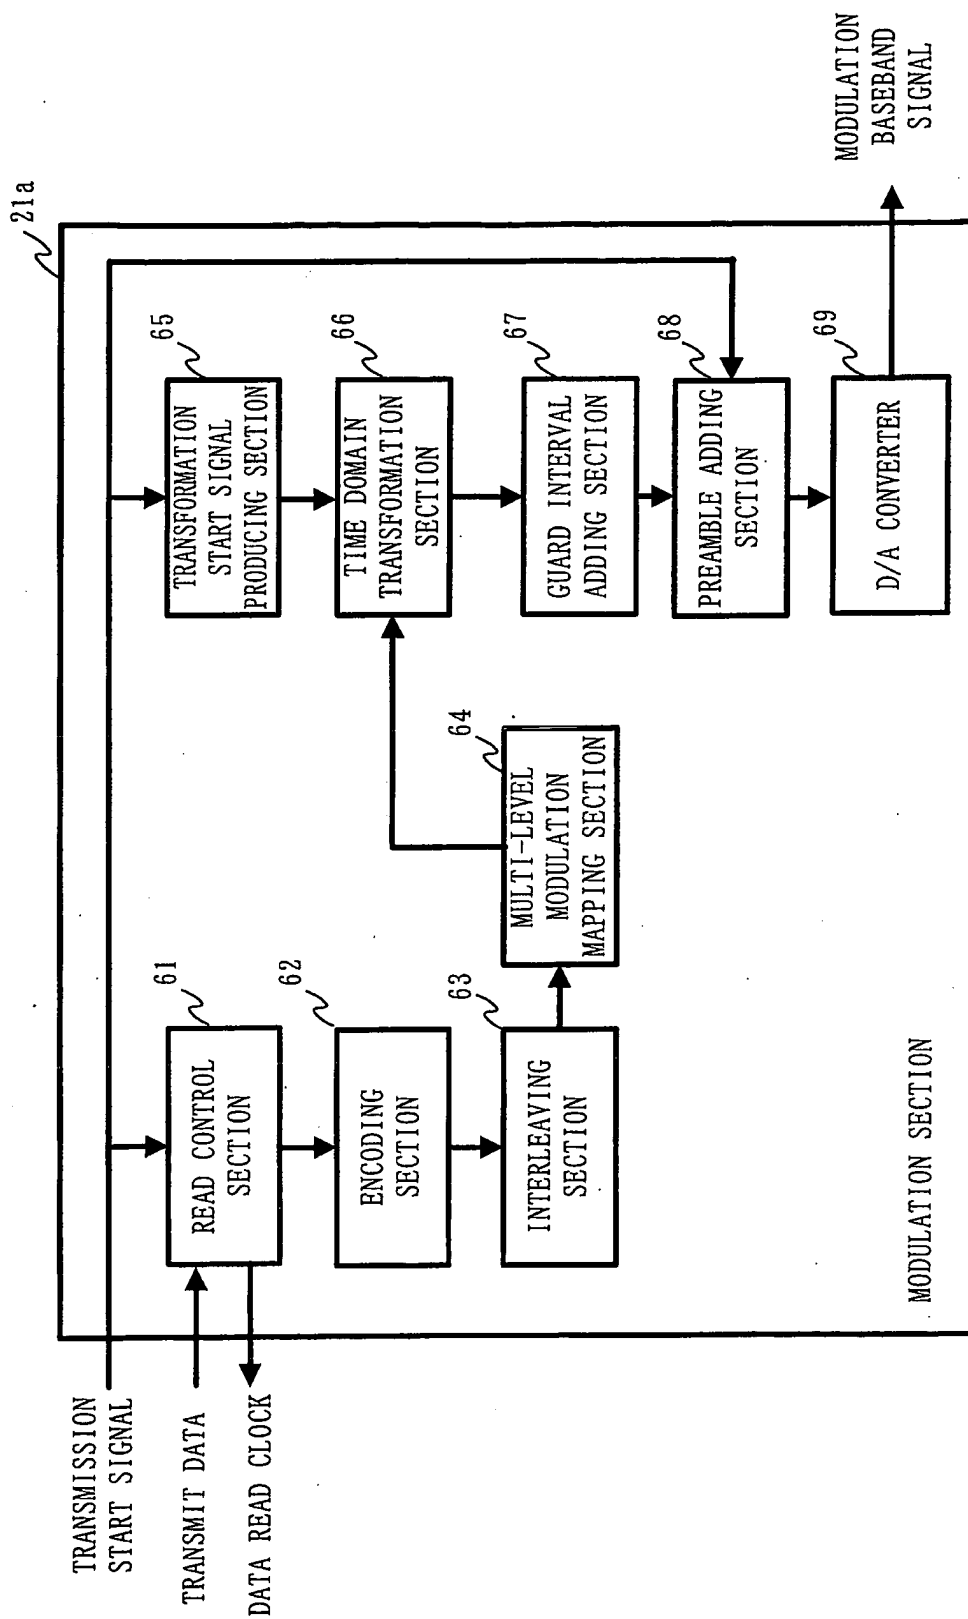 TRANSMISSION
START SIGNAL
TRANSMIT DATA
DATA READ CLOCK
21a
61
READ CONTROL
SECTION
62
ENCODING
SECTION
63
INTERLEAVING
SECTION
64
MULTI-LEVEL
MODULATION
MAPPING SECTION
65
TRANSFORMATION
START SIGNAL
PRODUCING SECTION
66
TIME DOMAIN
TRANSFORMATION
SECTION
67
GUARD INTERVAL
ADDING SECTION
68
PREAMBLE ADDING
SECTION
69
D/A CONVERTER
MODULATION
BASEBAND
SIGNAL
MODULATION SECTION